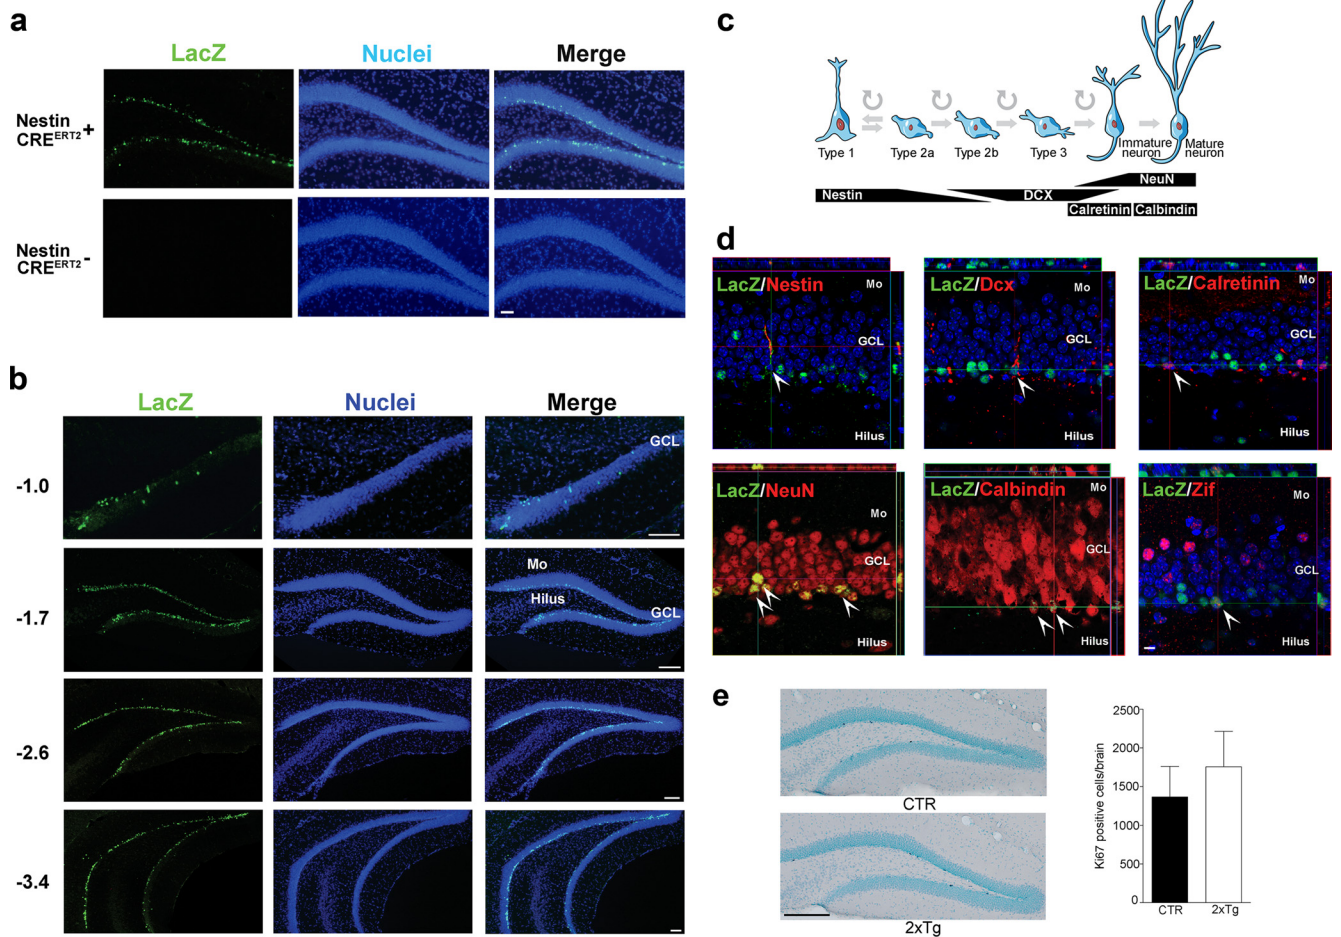 a
LacZ
Nuclei
Merge
Nestin
CREERT2+
Nestin
CREERT2-
b
LacZ
Nuclei
Merge
-1.0
GCL
-1.7
Mo
Hilus
GCL
-2.6
-3.4
c
Type 1
Type 2a
Type 2b
Type 3
Immature
neuron
Mature
neuron
NeuN
Nestin
DCX
Calretinin
Calbindin
d
LacZ/Nestin
Mo
GCL
Hilus
LacZ/Dcx
Mo
GCL
Hilus
LacZ/Calretinin
Mo
GCL
Hilus
LacZ/NeuN
Mo
GCL
Hilus
LacZ/Calbindin
Mo
GCL
Hilus
LacZ/Zif
Mo
GCL
Hilus
e
CTR
2xTg
Ki67 positive cells/brain
2500
2000
1500
1000
500
0
CTR
2xTg